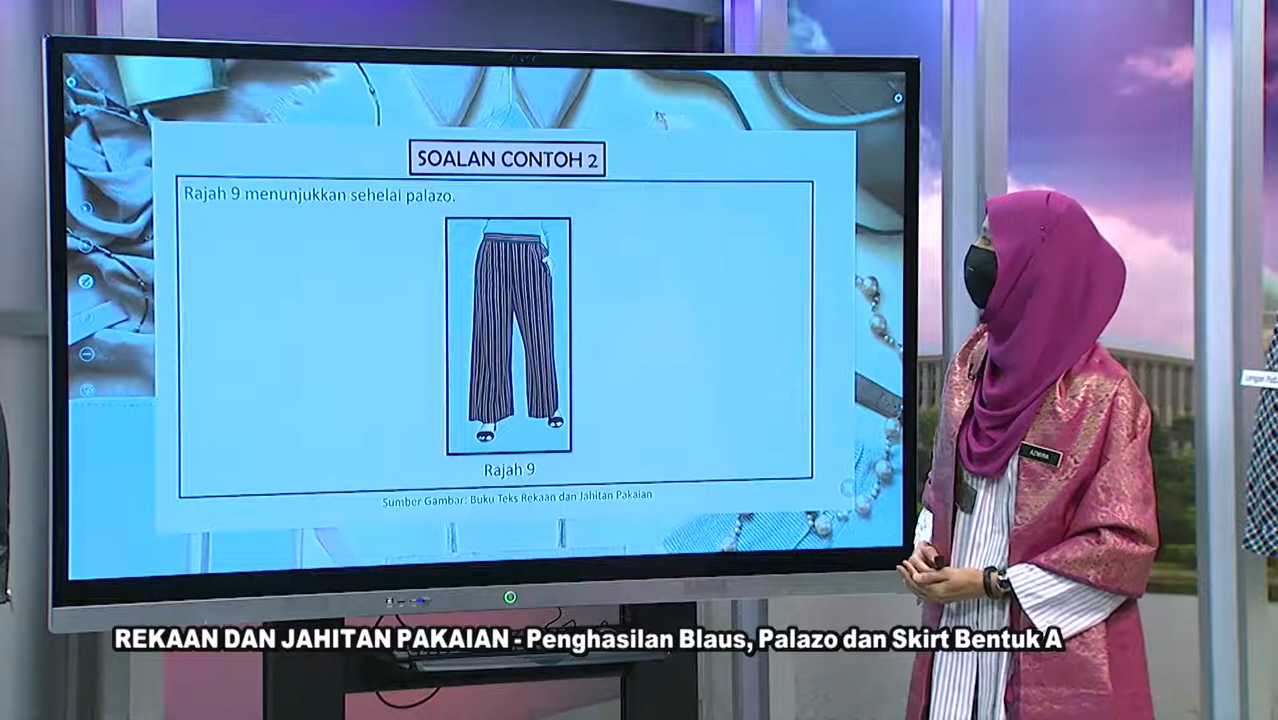 SOALAN CONTOH 2
Rajah 9 menunjukkan sehelai palazo.
Rajah 9
Sumber Gambar: Buku Teks Rekaan dan Jahitan Pakaian
AZWINA
REKAAN DAN JAHITAN PAKAIAN - Penghasilan Blaus, Palazo dan Skirt Bentuk A